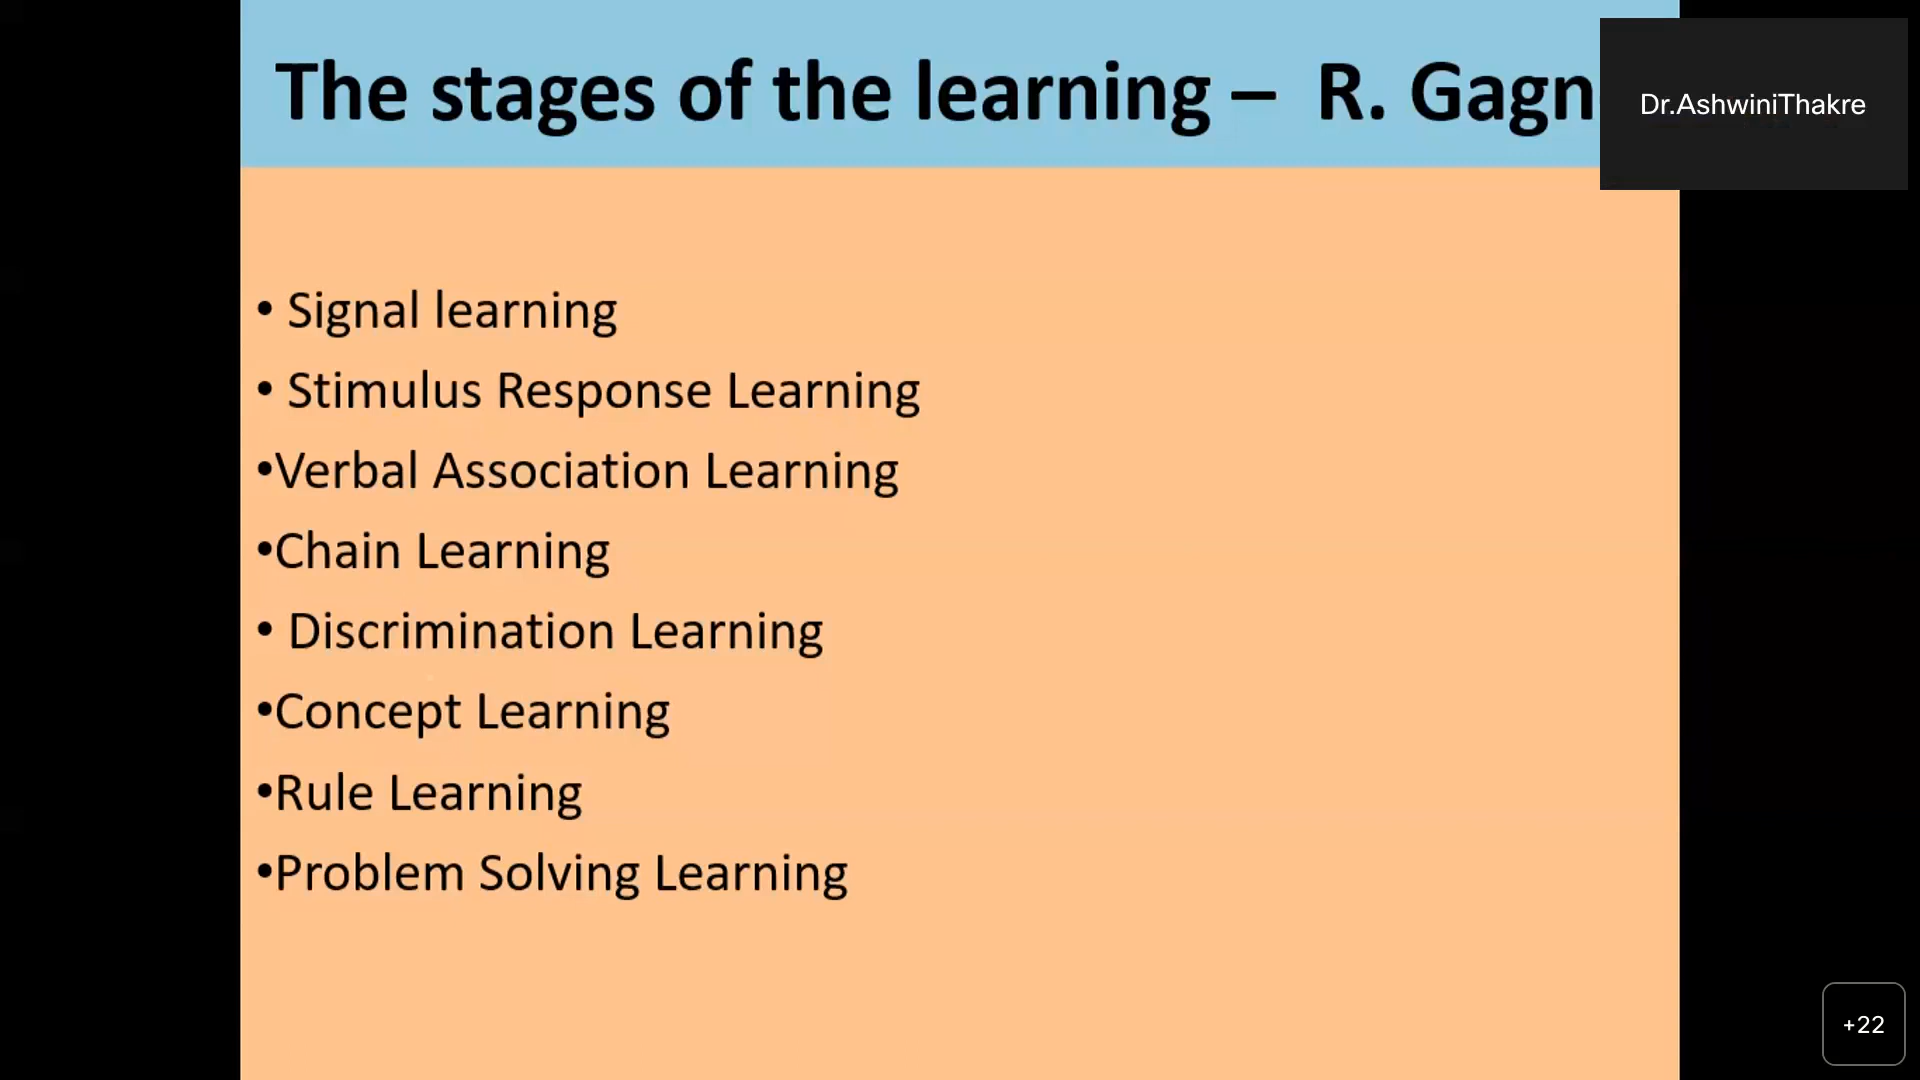 The stages of the learning – R. Gagn
Dr.AshwiniThakre
• Signal learning
• Stimulus Response Learning
•Verbal Association Learning
•Chain Learning
• Discrimination Learning
•Concept Learning
•Rule Learning
•Problem Solving Learning
+22